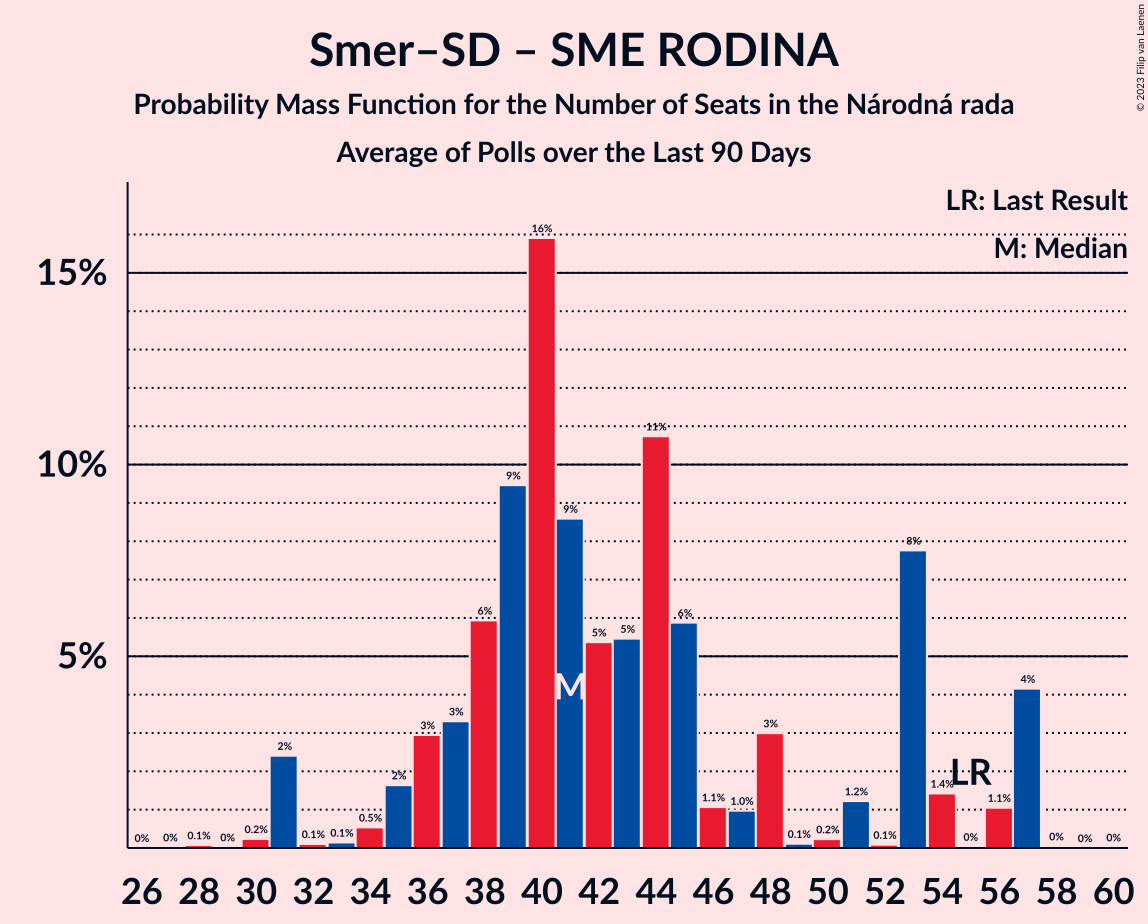 Smer–SD – SME RODINA
Probability Mass Function for the Number of Seats in the Národná rada
Average of Polls over the Last 90 Days
© 2023 Filip van Laenen
LR: Last Result
M: Median
15%
10%
5%
0% 0% 0.1% 0% 0.2% 2% 0.1% 0.1% 0.5% 2% 3% 3% 6% 9% 16% 9% 5% 5% 11% 6% 1.1% 1.0% 3% 0.1% 0.2% 1.2% 0.1% 8% 1.4% 0% 1.1% 4% 0% 0% 0%
M
LR
26 28 30 32 34 36 38 40 42 44 46 48 50 52 54 56 58 60